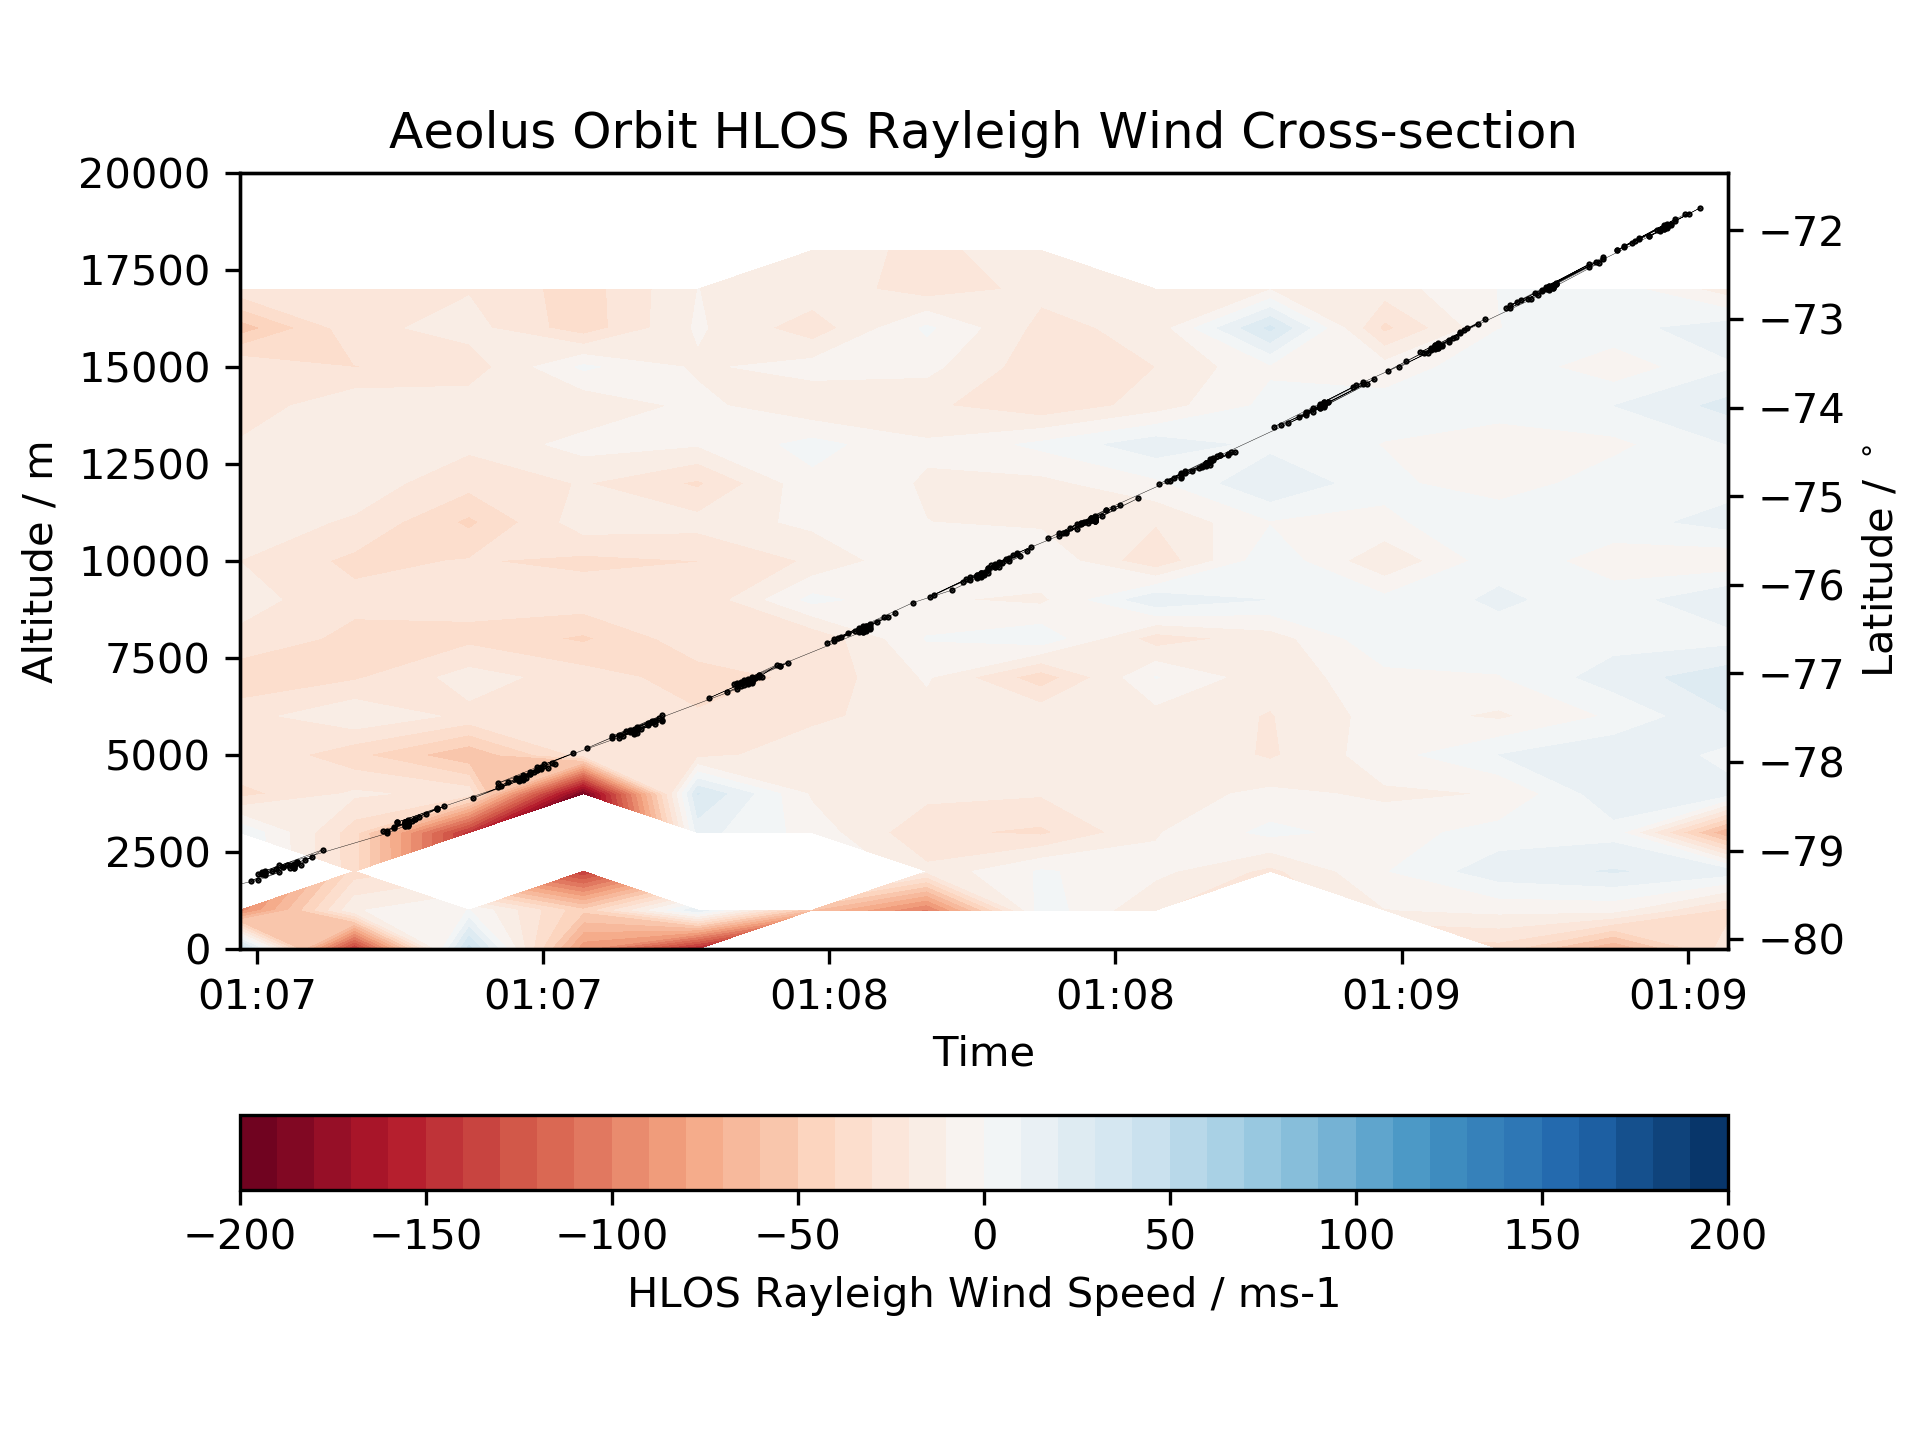 Aeolus Orbit HLOS Rayleigh Wind Cross-section
20000
17500
15000
12500
10000
7500
5000
2500
0
Altitude / m
−72
−73
−74
−75
−76
−77
−78
−79
−80
Latitude / °
01:07 01:07 01:08 01:08 01:09 01:09
Time
−200 −150 −100 −50 0 50 100 150 200
HLOS Rayleigh Wind Speed / ms-1